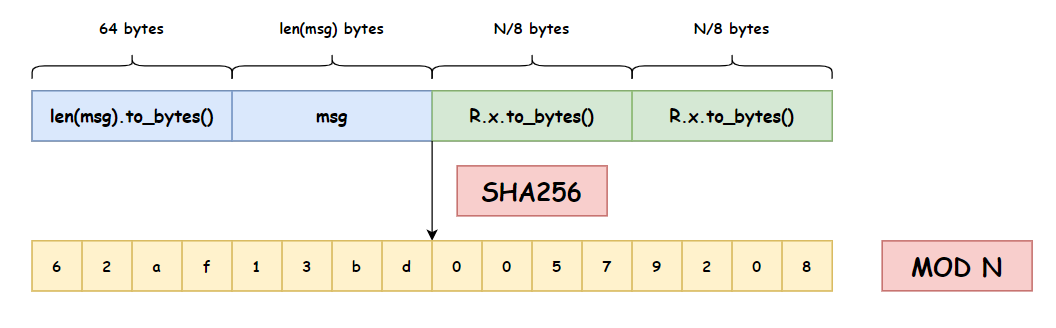 64 bytes len(msg) bytes N/8 bytes N/8 bytes
len(msg).to_bytes() msg R.x.to_bytes() R.x.to_bytes()
SHA256
6 2 a f 1 3 b d 0 0 5 7 9 2 0 8 MOD N